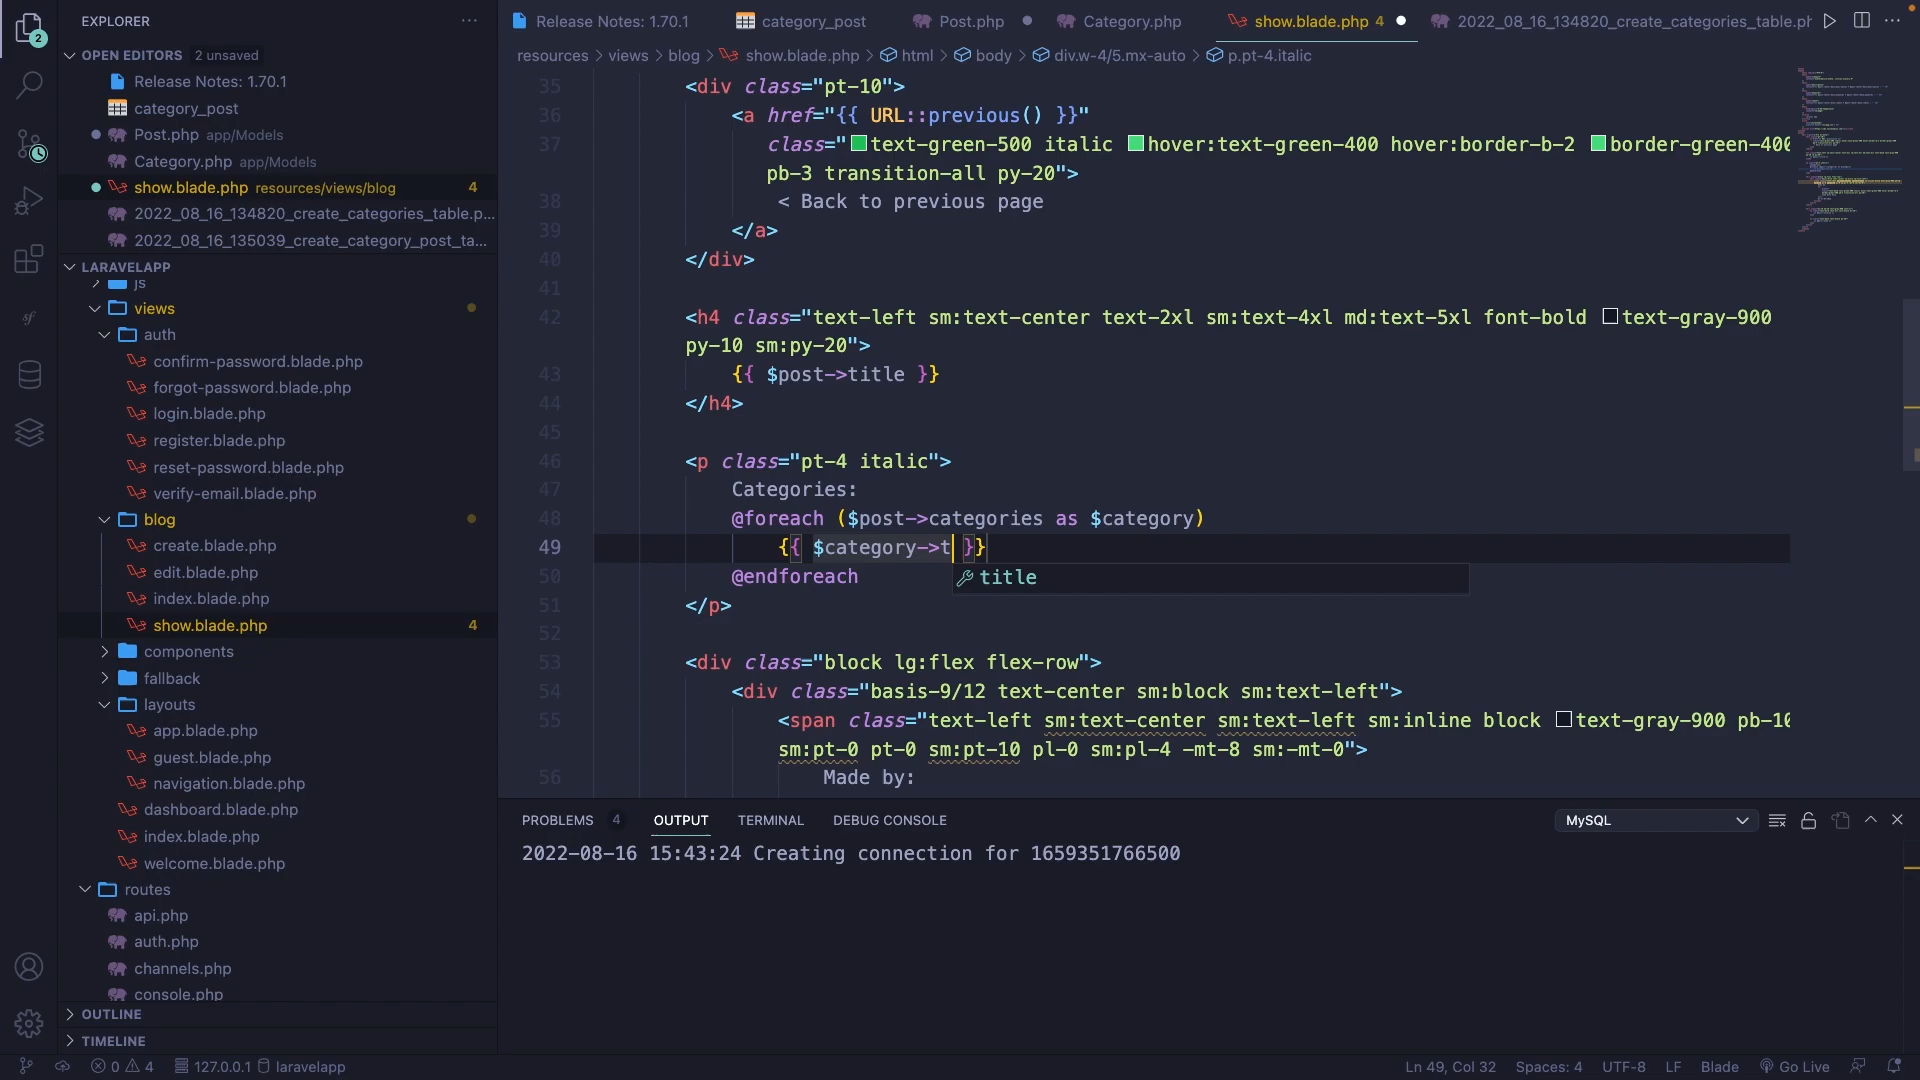 EXPLORER
OPEN EDITORS 2 unsaved
Release Notes: 1.70.1
category_post
Post.php app/Models
Category.php app/Models
show.blade.php resources/views/blog 4
2022_08_16_134820_create_categories_table.p...
2022_08_16_135039_create_category_post_ta...
LARAVELAPP
js
views
auth
confirm-password.blade.php
forgot-password.blade.php
login.blade.php
register.blade.php
reset-password.blade.php
verify-email.blade.php
blog
create.blade.php
edit.blade.php
index.blade.php
show.blade.php 4
components
fallback
layouts
app.blade.php
guest.blade.php
navigation.blade.php
dashboard.blade.php
index.blade.php
welcome.blade.php
routes
api.php
auth.php
channels.php
console.php
OUTLINE
TIMELINE
2
Release Notes: 1.70.1 category_post Post.php Category.php show.blade.php 4 2022_08_16_134820_create_categories_table.ph
resources > views > blog > show.blade.php > html > body > div.w-4/5.mx-auto > p.pt-4.italic
35 <div class="pt-10">
36 <a href="{{ URL::previous() }}"
37 class="text-green-500 italic hover:text-green-400 hover:border-b-2 border-green-400
pb-3 transition-all py-20">
38 < Back to previous page
39 </a>
40 </div>
41
42 <h4 class="text-left sm:text-center text-2xl sm:text-4xl md:text-5xl font-bold text-gray-900
py-10 sm:py-20">
43 {{ $post->title }}
44 </h4>
45
46 <p class="pt-4 italic">
47 Categories:
48 @foreach ($post->categories as $category)
49 {{ $category->t }}
50 @endforeach
title
51 </p>
52
53 <div class="block lg:flex flex-row">
54 <div class="basis-9/12 text-center sm:block sm:text-left">
55 <span class="text-left sm:text-center sm:text-left sm:inline block text-gray-900 pb-10
sm:pt-0 pt-0 sm:pt-10 pl-0 sm:pl-4 -mt-8 sm:-mt-0">
56 Made by:
PROBLEMS 4 OUTPUT TERMINAL DEBUG CONSOLE MySQL
2022-08-16 15:43:24 Creating connection for 1659351766500
0 4 127.0.0.1 laravelapp Ln 49, Col 32 Spaces: 4 UTF-8 LF Blade Go Live